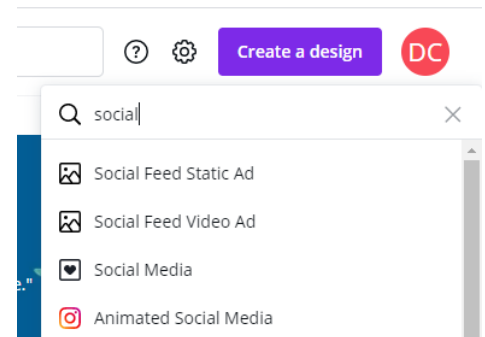 Create a design
DC
social
Social Feed Static Ad
Social Feed Video Ad
e."
Social Media
Animated Social Media